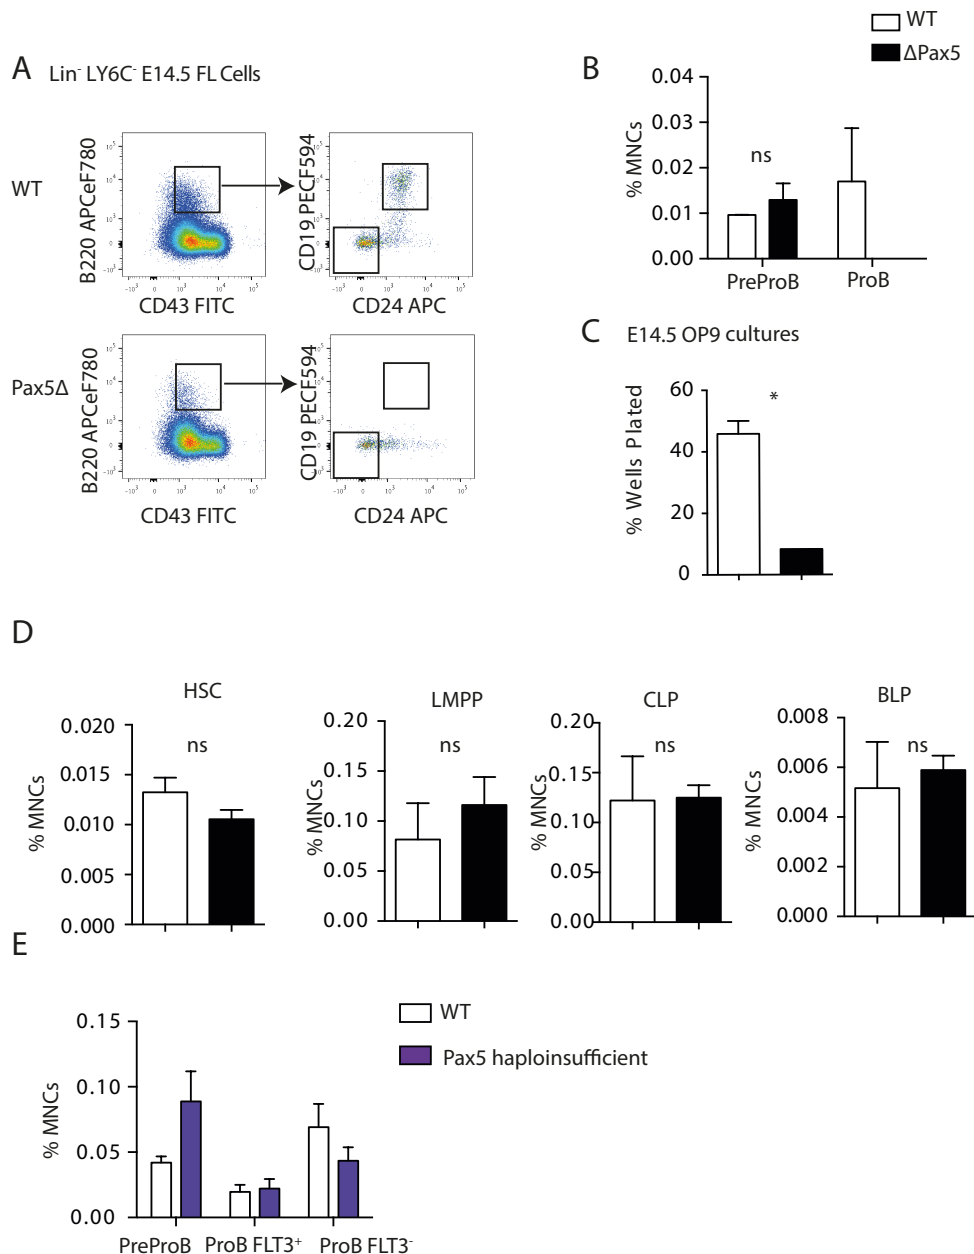 WT
ΔPax5
A Lin⁻ LY6C⁻ E14.5 FL Cells
B
WT
B220 APCeF780
CD43 FITC
CD19 PECF594
CD24 APC
Pax5Δ
B220 APCeF780
CD43 FITC
CD19 PECF594
CD24 APC
% MNCs
0.04
0.03
0.02
0.01
0.00
ns
PreProB ProB
C E14.5 OP9 cultures
% Wells Plated
60
40
20
0
*
D
HSC
% MNCs
0.020
0.015
0.010
0.005
0.000
ns
LMPP
% MNCs
0.20
0.15
0.10
0.05
0.00
ns
CLP
% MNCs
0.20
0.15
0.10
0.05
0.00
ns
BLP
% MNCs
0.008
0.006
0.004
0.002
0.000
ns
E
WT
Pax5 haploinsufficient
% MNCs
0.15
0.10
0.05
0.00
PreProB ProB FLT3⁺ ProB FLT3⁻